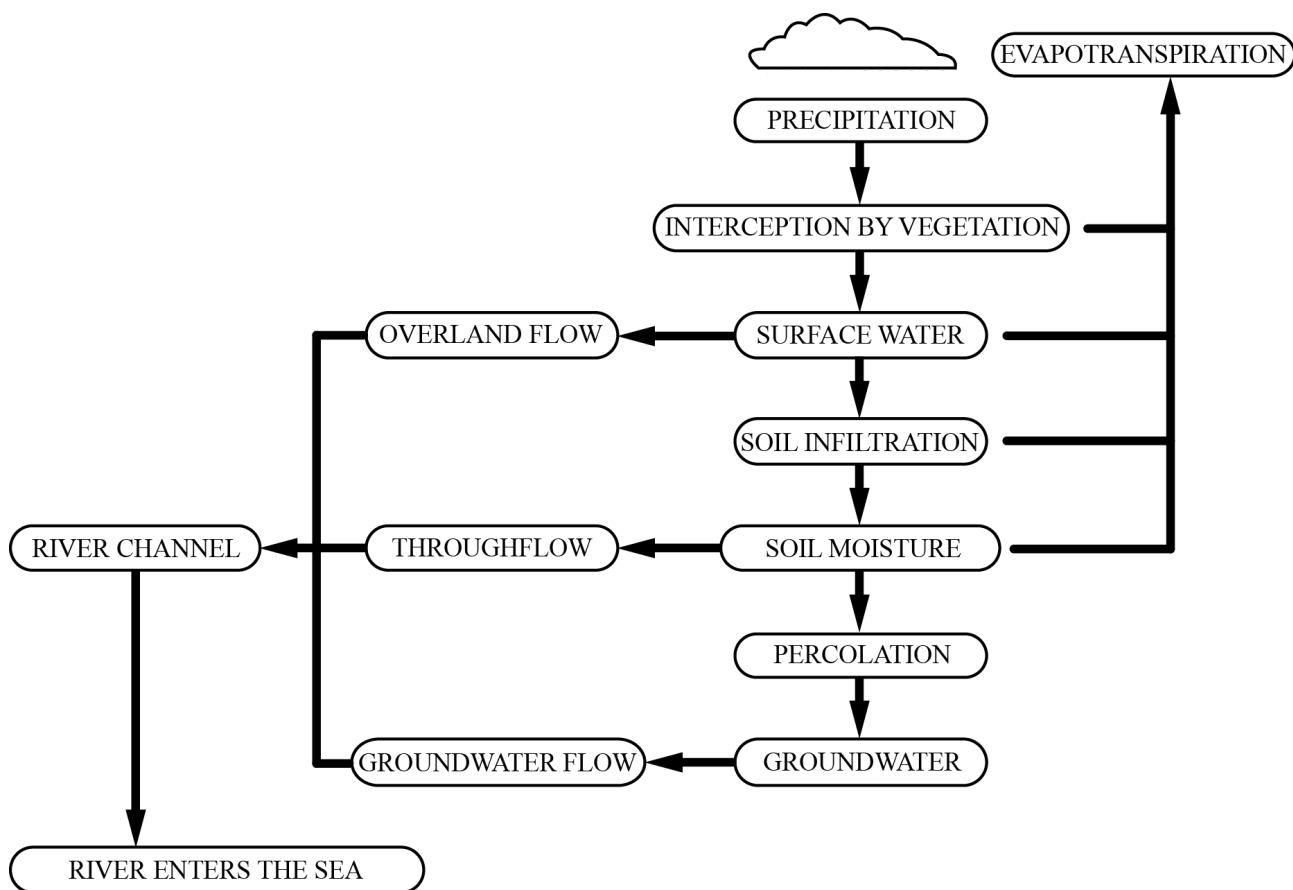 EVAPOTRANSPIRATION
PRECIPITATION
INTERCEPTION BY VEGETATION
OVERLAND FLOW
SURFACE WATER
SOIL INFILTRATION
RIVER CHANNEL
THROUGHFLOW
SOIL MOISTURE
PERCOLATION
GROUNDWATER FLOW
GROUNDWATER
RIVER ENTERS THE SEA